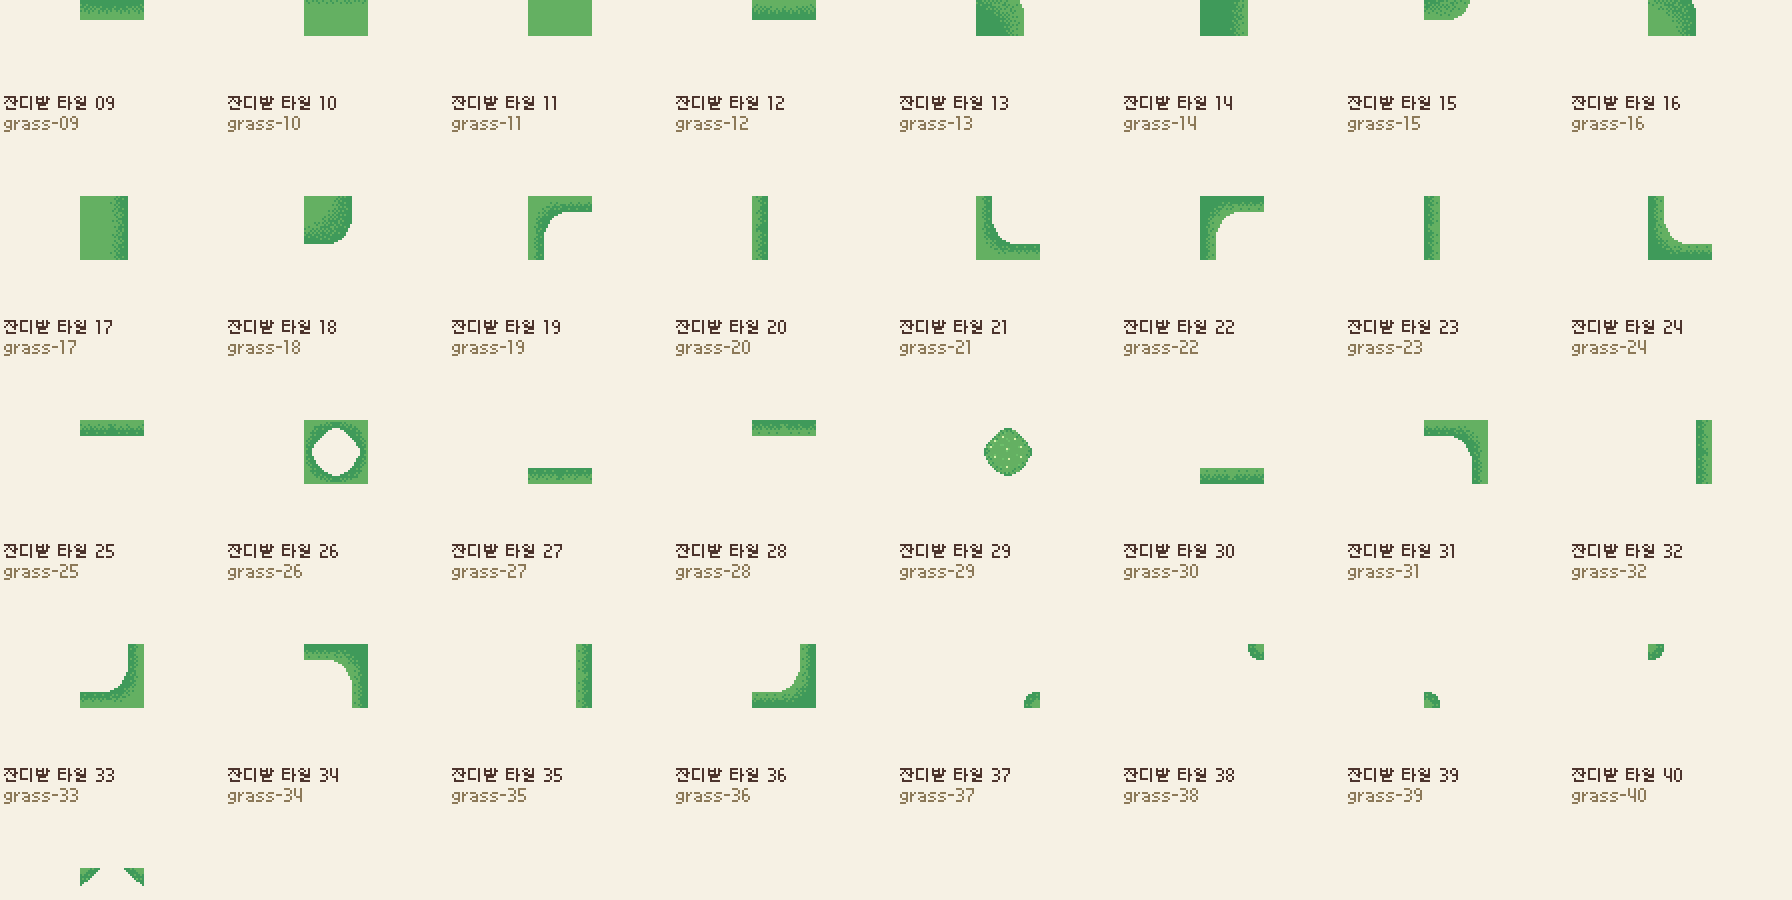 잔디밭 타일 09
grass-09
잔디밭 타일 10
grass-10
잔디밭 타일 11
grass-11
잔디밭 타일 12
grass-12
잔디밭 타일 13
grass-13
잔디밭 타일 14
grass-14
잔디밭 타일 15
grass-15
잔디밭 타일 16
grass-16
잔디밭 타일 17
grass-17
잔디밭 타일 18
grass-18
잔디밭 타일 19
grass-19
잔디밭 타일 20
grass-20
잔디밭 타일 21
grass-21
잔디밭 타일 22
grass-22
잔디밭 타일 23
grass-23
잔디밭 타일 24
grass-24
잔디밭 타일 25
grass-25
잔디밭 타일 26
grass-26
잔디밭 타일 27
grass-27
잔디밭 타일 28
grass-28
잔디밭 타일 29
grass-29
잔디밭 타일 30
grass-30
잔디밭 타일 31
grass-31
잔디밭 타일 32
grass-32
잔디밭 타일 33
grass-33
잔디밭 타일 34
grass-34
잔디밭 타일 35
grass-35
잔디밭 타일 36
grass-36
잔디밭 타일 37
grass-37
잔디밭 타일 38
grass-38
잔디밭 타일 39
grass-39
잔디밭 타일 40
grass-40